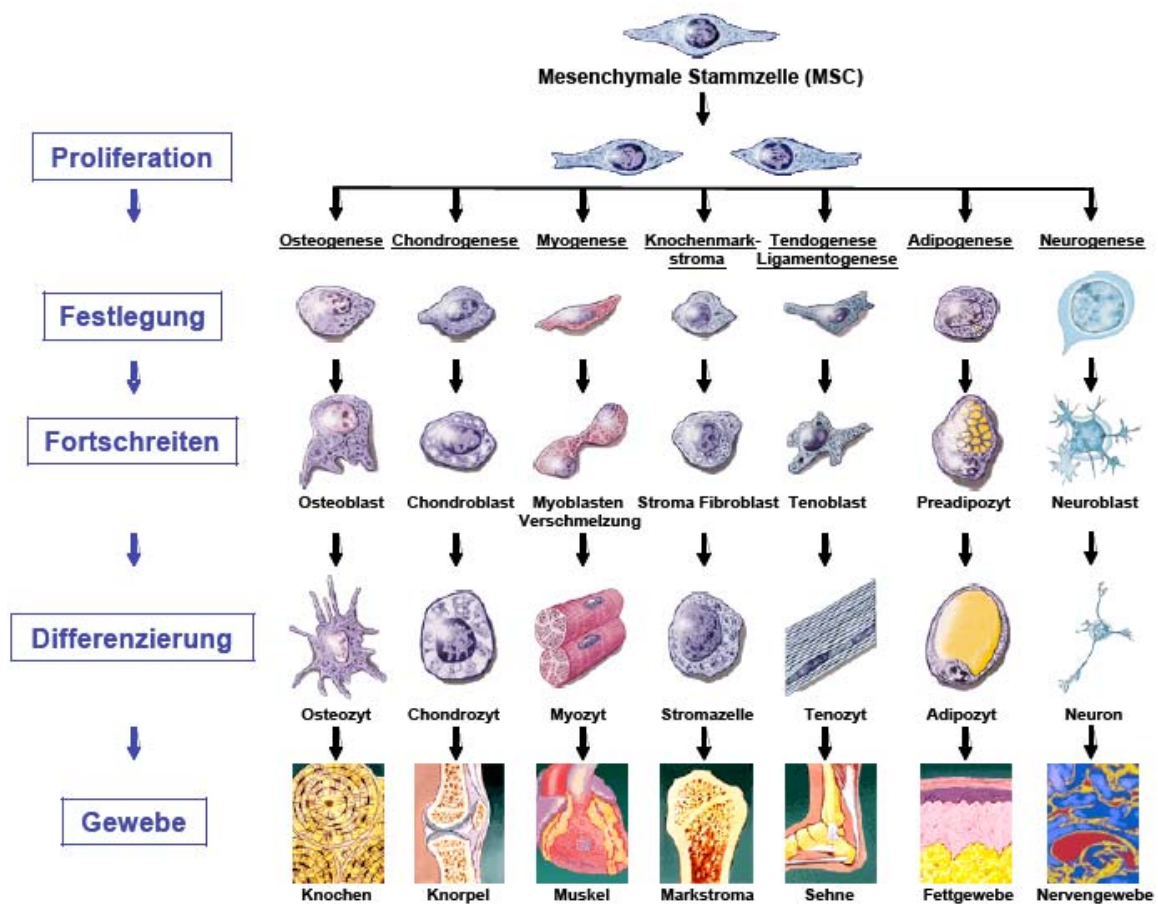 Mesenchymale Stammzelle (MSC)
Proliferation
Osteogenese Chondrogenese Myogenese Knochenmark- Tendogenese Adipogenese Neurogenese
stroma Ligamentogenese
Festlegung
Fortschreiten
Osteoblast Chondroblast Myoblasten Stroma Fibroblast Tenoblast Preadipozyt Neuroblast
Verschmelzung
Differenzierung
Osteozyt Chondrozyt Myozyt Stromazelle Tenozyt Adipozyt Neuron
Gewebe
Knochen Knorpel Muskel Markstroma Sehne Fettgewebe Nervengewebe